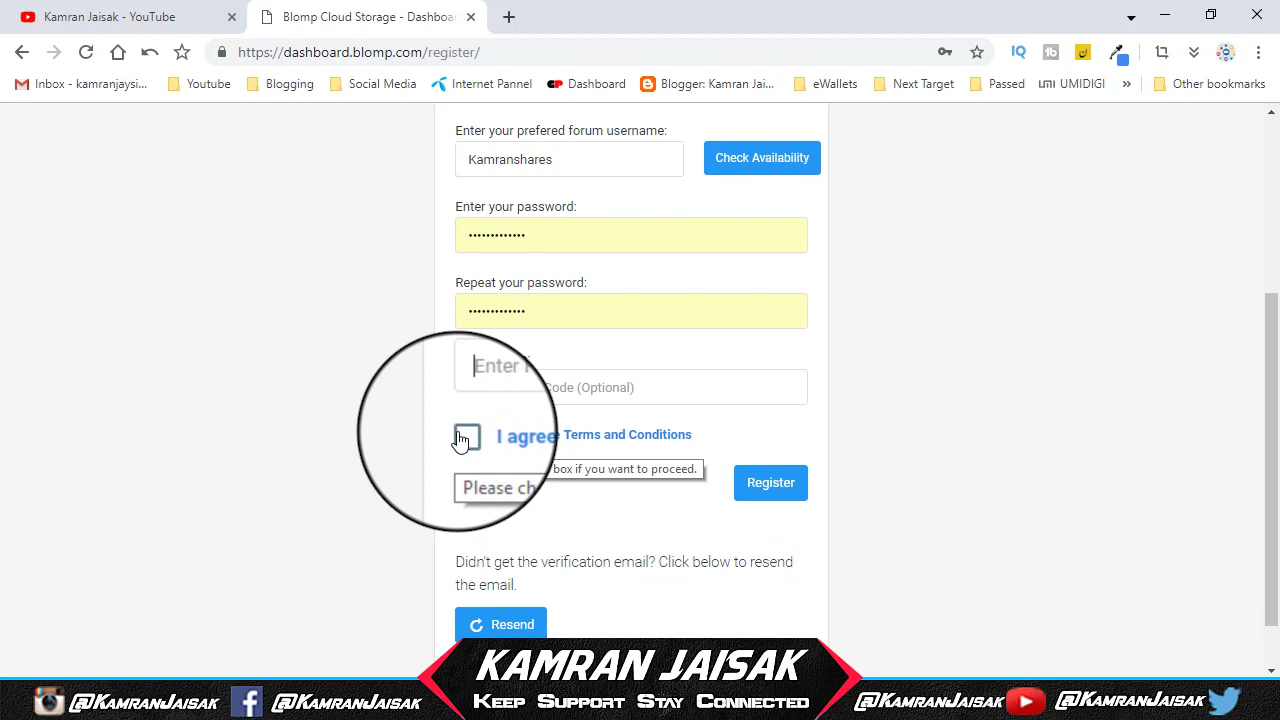 Kamran Jaisak - YouTube
Blomp Cloud Storage - Dashboa
https://dashboard.blomp.com/register/
Inbox - kamranjaysi...
Youtube
Blogging
Social Media
Internet Pannel
Dashboard
Blogger: Kamran Jai...
eWallets
Next Target
Passed
umi UMIDIGI
Other bookmarks
Enter your prefered forum username:
Kamranshares
Check Availability
Enter your password:
•••••••••••••
Repeat your password:
•••••••••••••
Enter
Code (Optional)
I agree Terms and Conditions
Please ch box if you want to proceed.
Register
Didn't get the verification email? Click below to resend
the email.
Resend
KAMRAN JAISAK
Keep Support Stay Connected
@KamranJaisak @KamranJaisak @KamranJaisak @KamranJaisak